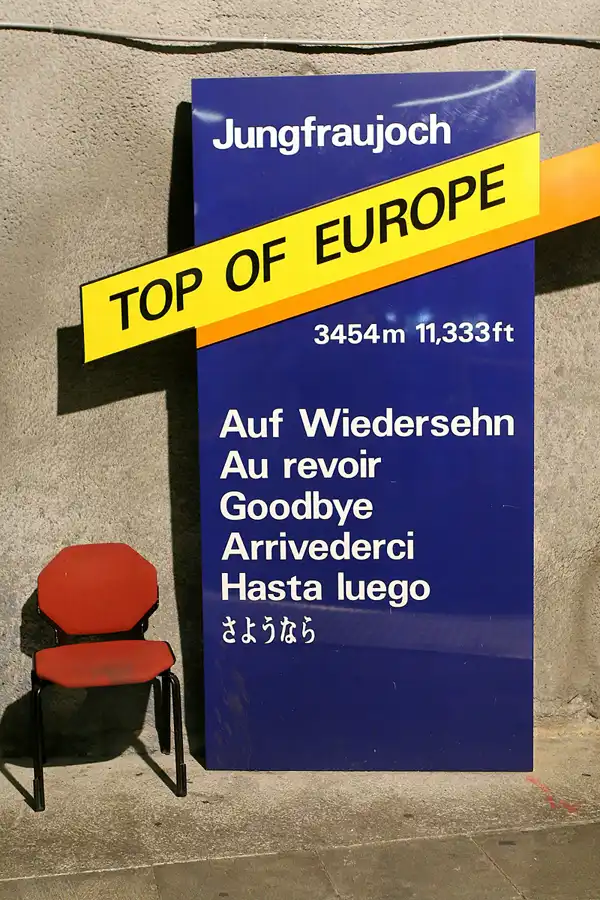 Jungfraujoch
TOP OF EUROPE
3454m 11,333ft
Auf Wiedersehn
Au revoir
Goodbye
Arrivederci
Hasta luego
さようなら